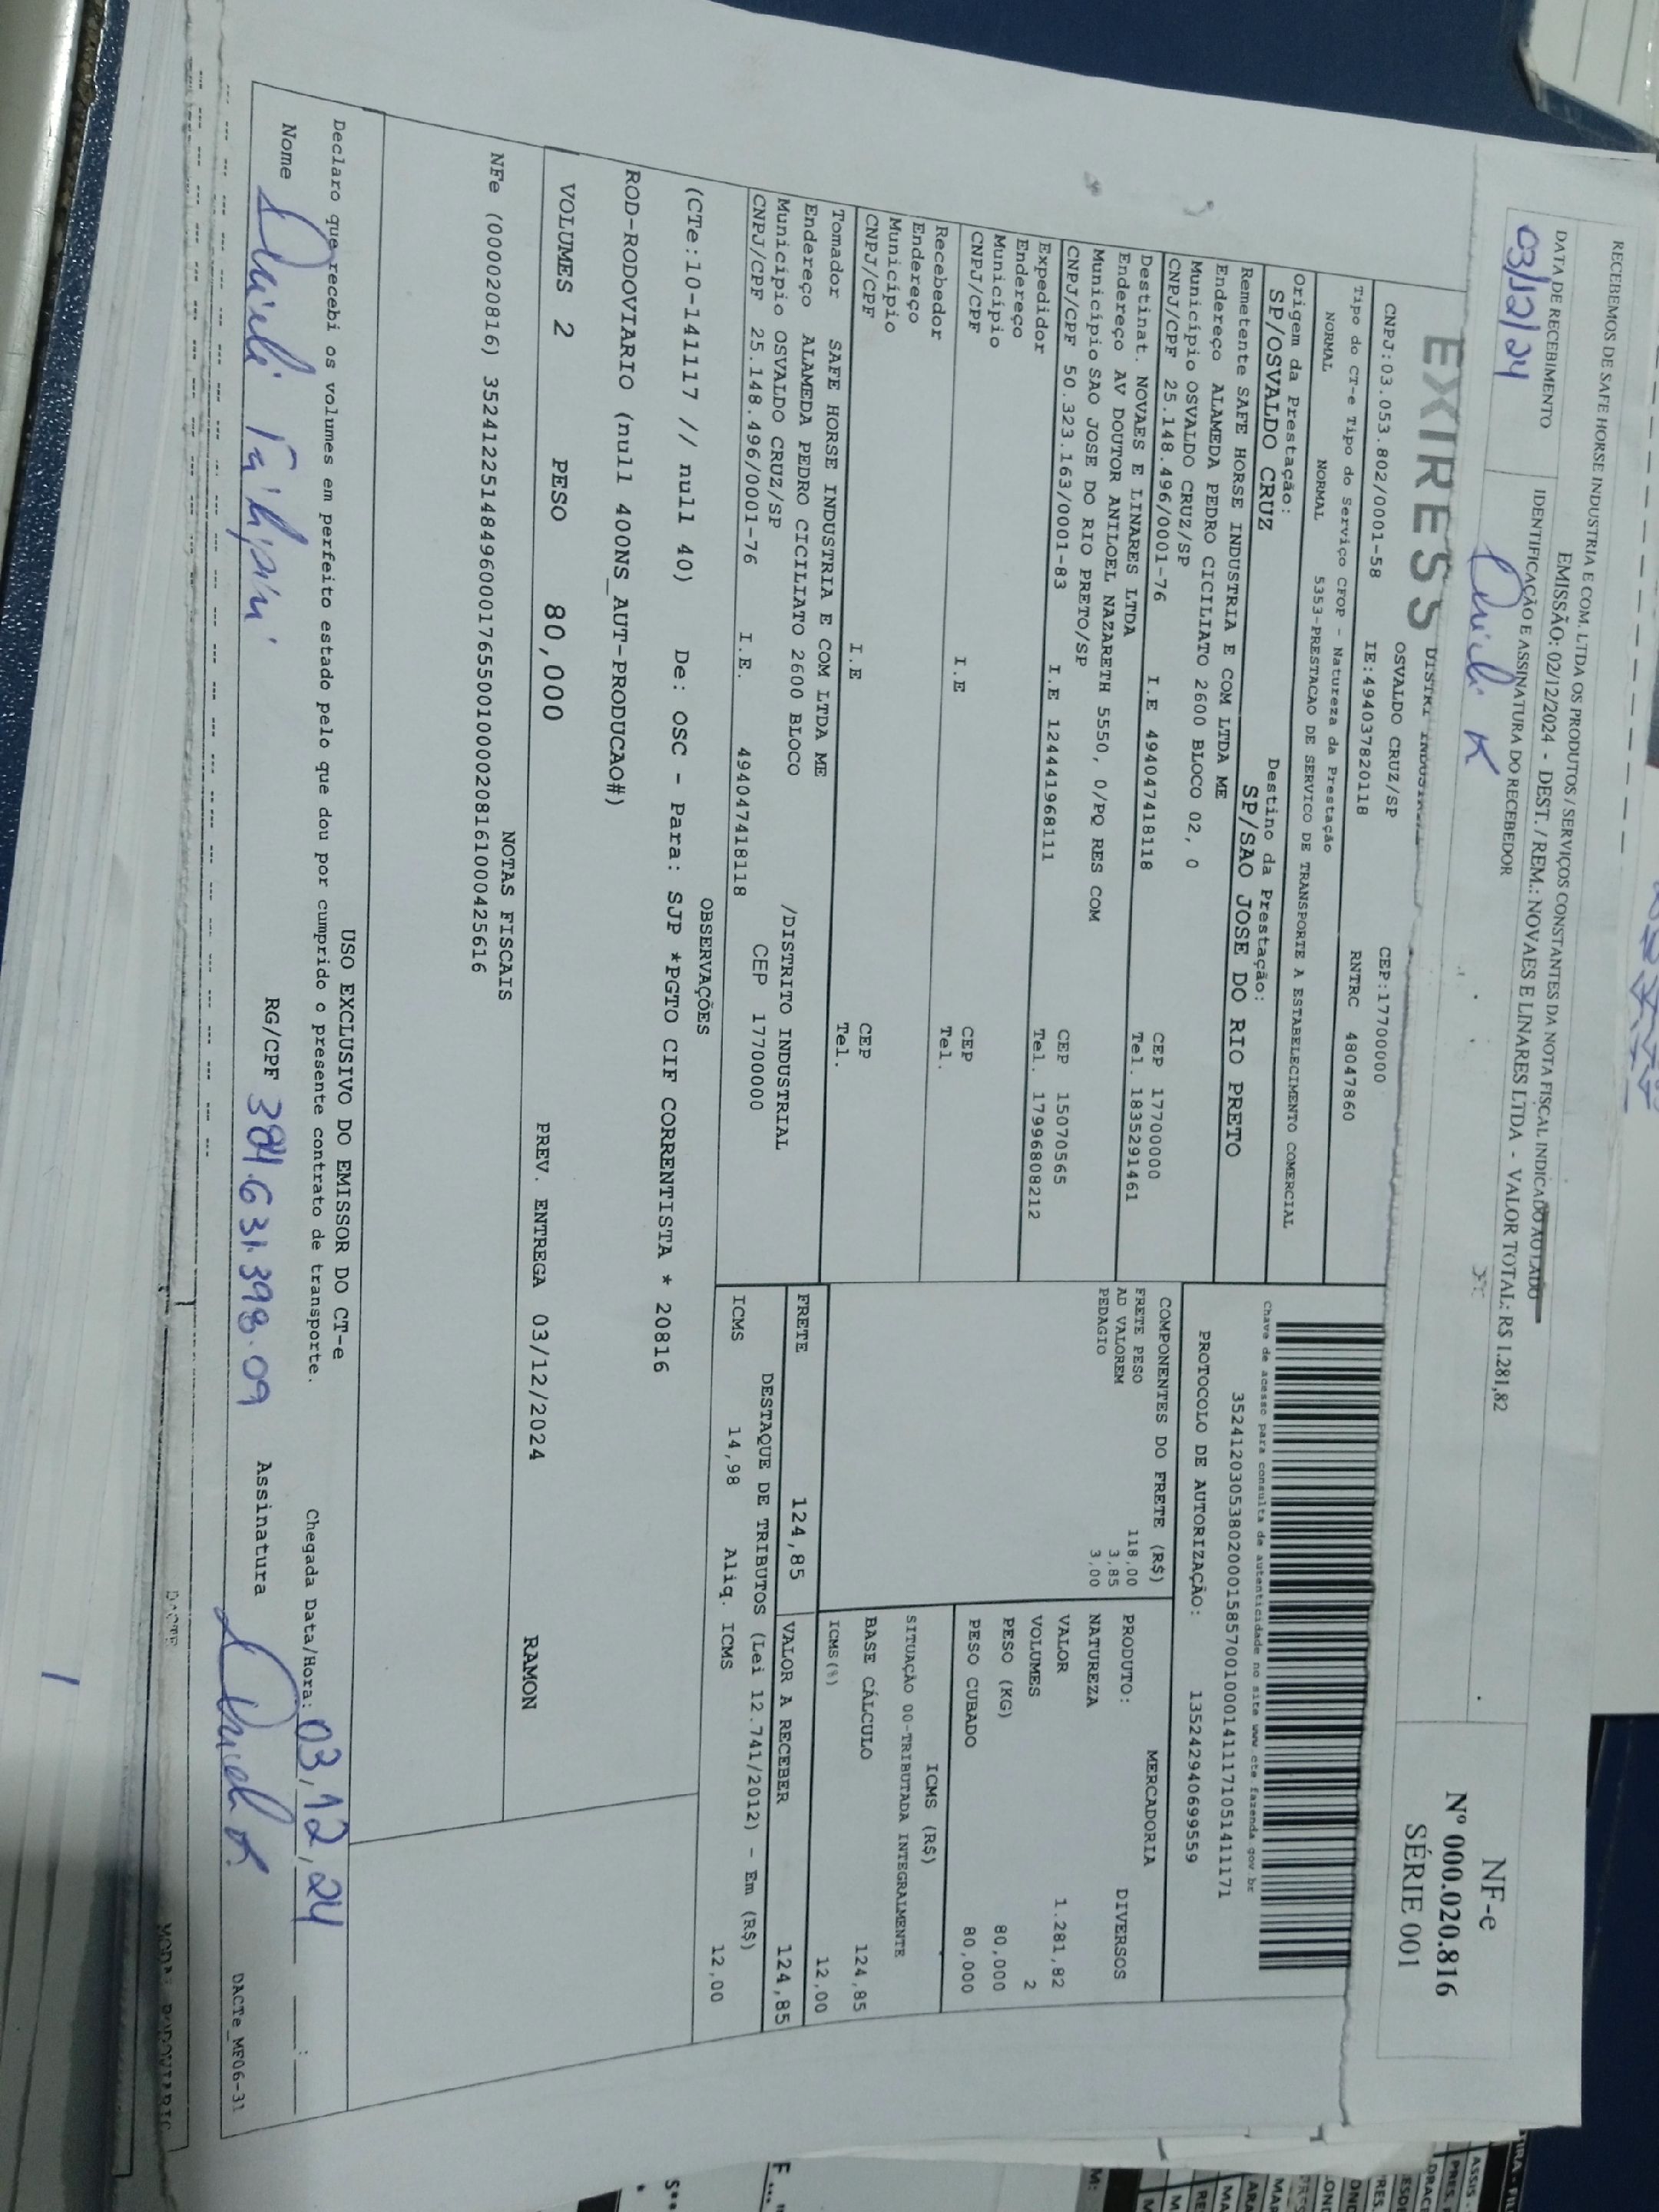 RECEBEMOS DE SAFE HORSE INDUSTRIA E COM. LTDA OS PRODUTOS / SERVIÇOS CONSTANTES DA NOTA FISCAL INDICADO AO LADO
EMISSÃO: 02/12/2024 - DEST. / REM.: NOVAES E LINARES LTDA - VALOR TOTAL: R$ 1.281,82
DATA DE RECEBIMENTO
IDENTIFICAÇÃO E ASSINATURA DO RECEBEDOR
03/12/24
NF-e
Nº 000.020.816
SÉRIE 001
EXTRESS
OSVALDO CRUZ/SP
CEP:17700000
CNPJ:03.053.802/0001-58
IE:494037820118
RNTRC 48047860
Tipo do CT-e Tipo do Serviço CFOP - Natureza da Prestação
NORMAL NORMAL 5353-PRESTACAO DE SERVICO DE TRANSPORTE A ESTABELECIMENTO COMERCIAL
Origem da Prestação:
Destino da Prestação:
SP/OSVALDO CRUZ
SP/SAO JOSE DO RIO PRETO
Remetente SAFE HORSE INDUSTRIA E COM LTDA ME
Endereço ALAMEDA PEDRO CICILIATO 2600 BLOCO 02, 0
Município OSVALDO CRUZ/SP
CEP 17700000
CNPJ/CPF 25.148.496/0001-76 I.E 494047418118 Tel. 1835291461
Destinat. NOVAES E LINARES LTDA
Endereço AV DOUTOR ANILOEL NAZARETH 5550, 0/PQ RES COM
Município SAO JOSE DO RIO PRETO/SP
CEP 15070565
CNPJ/CPF 50.323.163/0001-83 I.E 124441968111 Tel. 17996808212
Expedidor
Endereço
Município
CEP
CNPJ/CPF I.E Tel.
Recebedor
Endereço
Município
CEP
CNPJ/CPF I.E Tel.
Tomador SAFE HORSE INDUSTRIA E COM LTDA ME
Endereço ALAMEDA PEDRO CICILIATO 2600 BLOCO /DISTRITO INDUSTRIAL
Município OSVALDO CRUZ/SP
CEP 17700000
CNPJ/CPF 25.148.496/0001-76 I.E. 494047418118
Chave de acesso para consulta de autenticidade no site www.cte.fazenda.gov.br
35241203053802000158570010001411171051411171
PROTOCOLO DE AUTORIZAÇÃO: 135242940699559
COMPONENTES DO FRETE (R$)
FRETE PESO 118,00
AD VALOREM 3,85
PEDAGIO 3,00
MERCADORIA
PRODUTO: DIVERSOS
NATUREZA
VALOR 1.281,82
VOLUMES 2
PESO (KG) 80,000
PESO CUBADO 80,000
ICMS (R$)
SITUAÇÃO 00-TRIBUTADA INTEGRALMENTE
BASE CÁLCULO 124,85
ICMS(%) 12,00
FRETE 124,85
VALOR A RECEBER 124,85
DESTAQUE DE TRIBUTOS (Lei 12.741/2012) - Em (R$)
ICMS 14,98 Aliq. ICMS 12,00
OBSERVAÇÕES
(CTe:10-141117 // null 40) De: OSC - Para: SJP *PGTO CIF CORRENTISTA * 20816
ROD-RODOVIARIO (null 400NS_AUT-PRODUCAO#)
VOLUMES 2 PESO 80,000 PREV. ENTREGA 03/12/2024 RAMON
NOTAS FISCAIS
NFe (000020816) 35241225148496000176550010000208161000425616
USO EXCLUSIVO DO EMISSOR DO CT-e
Declaro que recebi os volumes em perfeito estado pelo que dou por cumprido o presente contrato de transporte.
Chegada Data/Hora: 03,12,24
Nome
RG/CPF
Assinatura
DACTe_MF06-31
DACTE